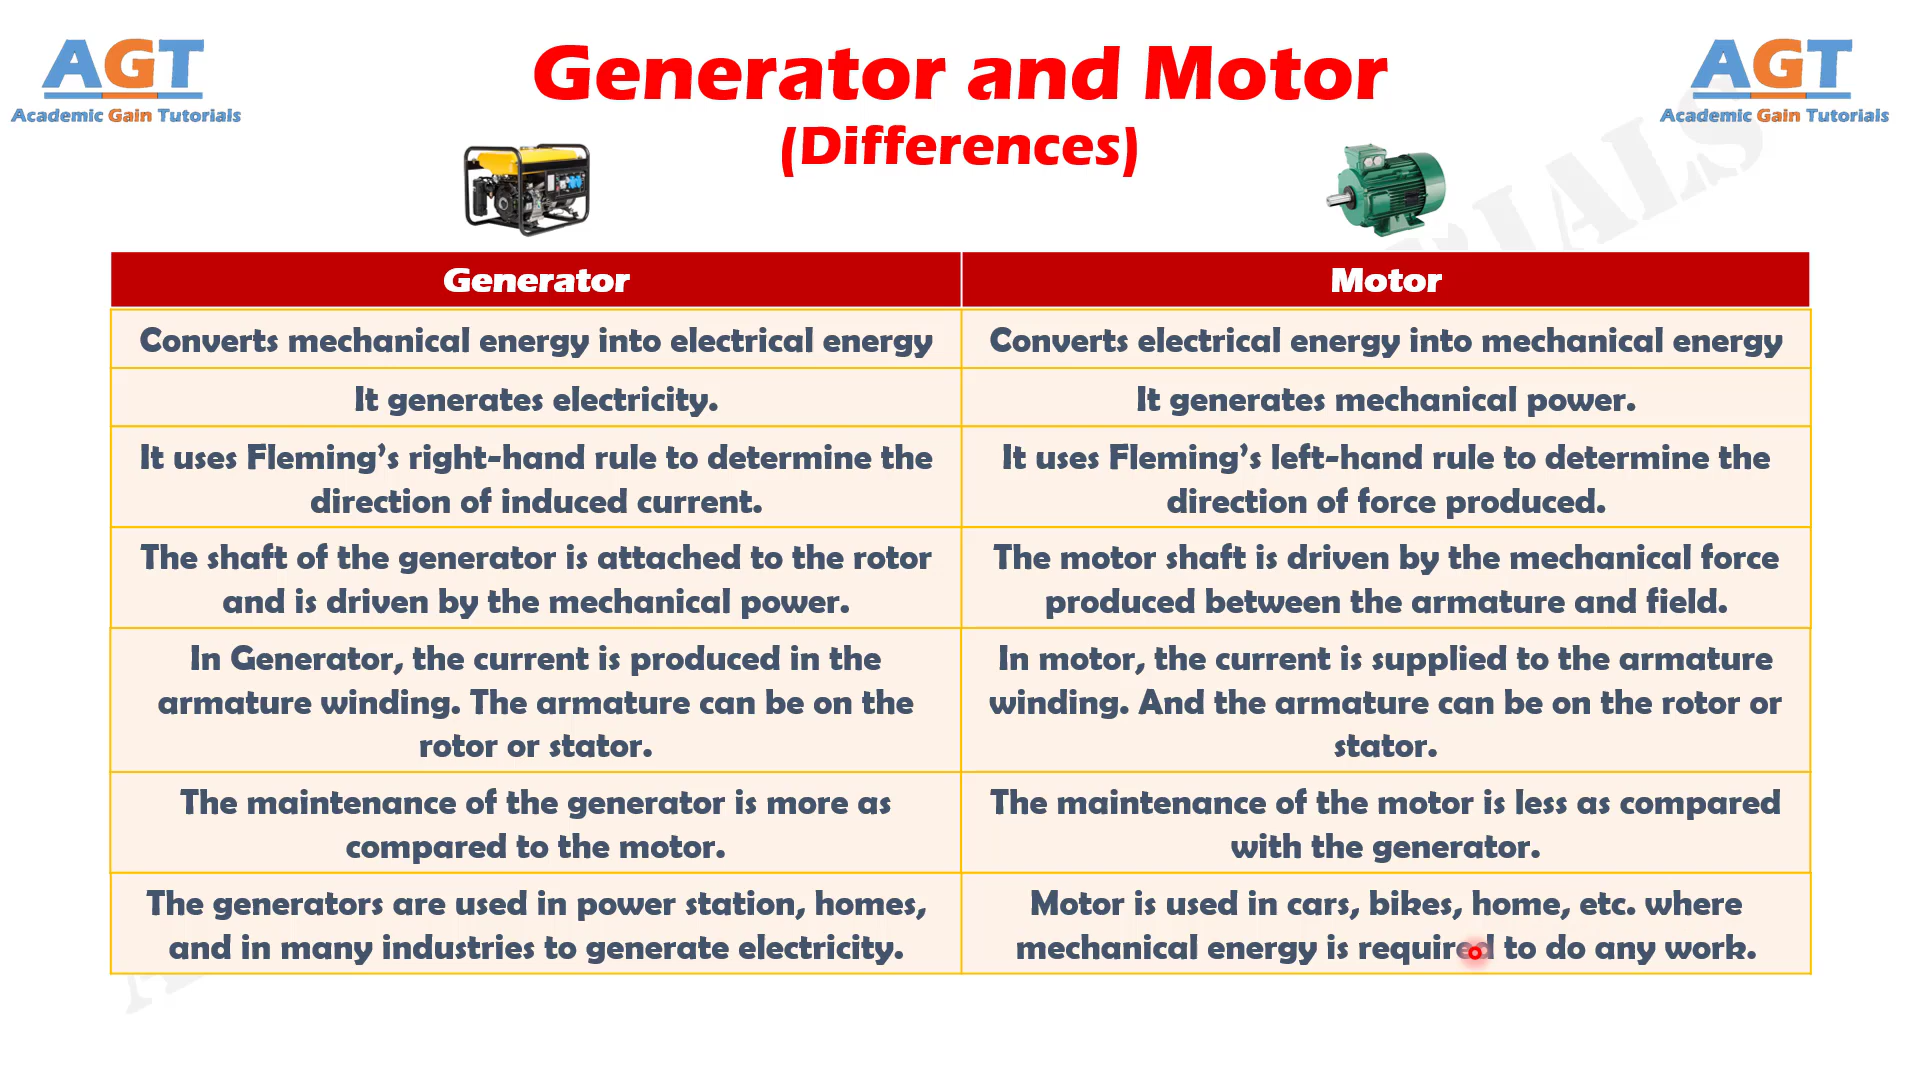 AGT
Academic Gain Tutorials
Generator and Motor
(Differences)
AGT
Academic Gain Tutorials
Generator
Motor
Converts mechanical energy into electrical energy
Converts electrical energy into mechanical energy
It generates electricity.
It generates mechanical power.
It uses Fleming’s right-hand rule to determine the
direction of induced current.
It uses Fleming’s left-hand rule to determine the
direction of force produced.
The shaft of the generator is attached to the rotor
and is driven by the mechanical power.
The motor shaft is driven by the mechanical force
produced between the armature and field.
In Generator, the current is produced in the
armature winding. The armature can be on the
rotor or stator.
In motor, the current is supplied to the armature
winding. And the armature can be on the rotor or
stator.
The maintenance of the generator is more as
compared to the motor.
The maintenance of the motor is less as compared
with the generator.
The generators are used in power station, homes,
and in many industries to generate electricity.
Motor is used in cars, bikes, home, etc. where
mechanical energy is required to do any work.